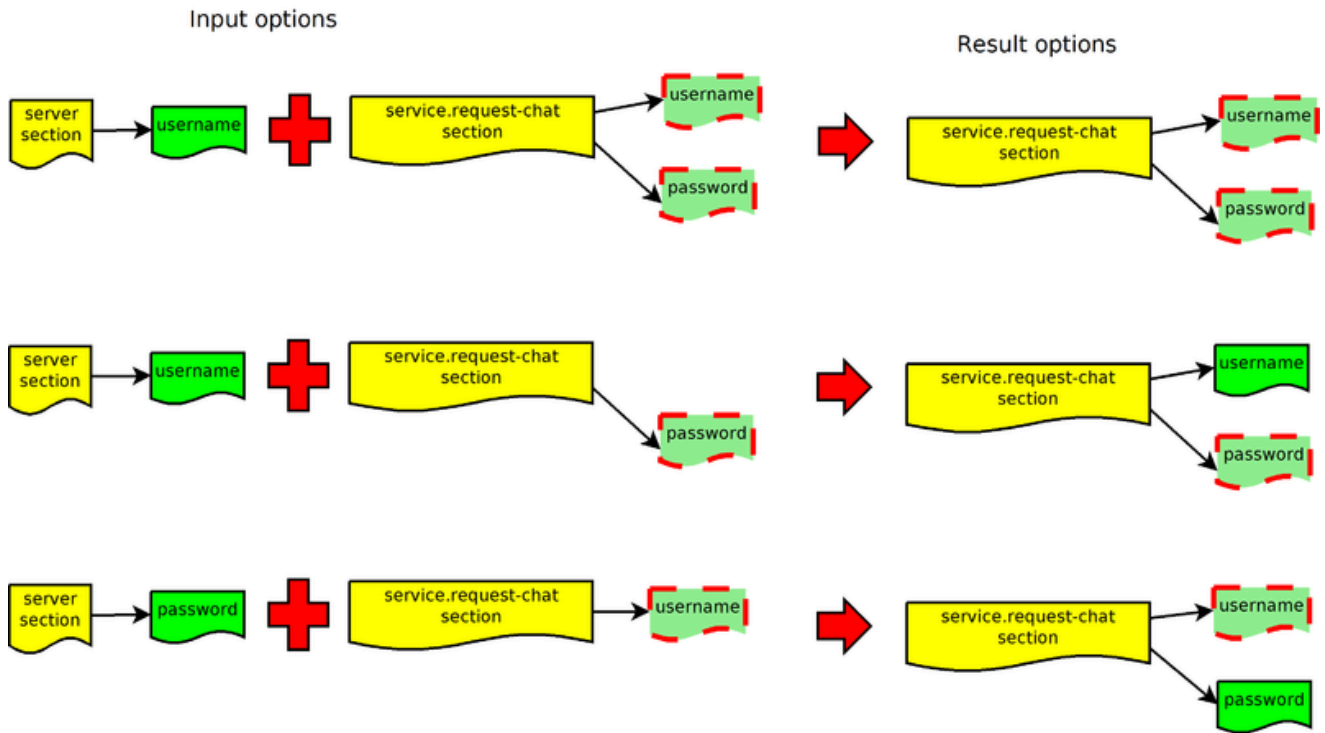 Input options
Result options
server
section
username
service.request-chat
section
username
password
service.request-chat
section
username
password
server
section
username
service.request-chat
section
password
service.request-chat
section
username
password
server
section
password
service.request-chat
section
username
service.request-chat
section
username
password